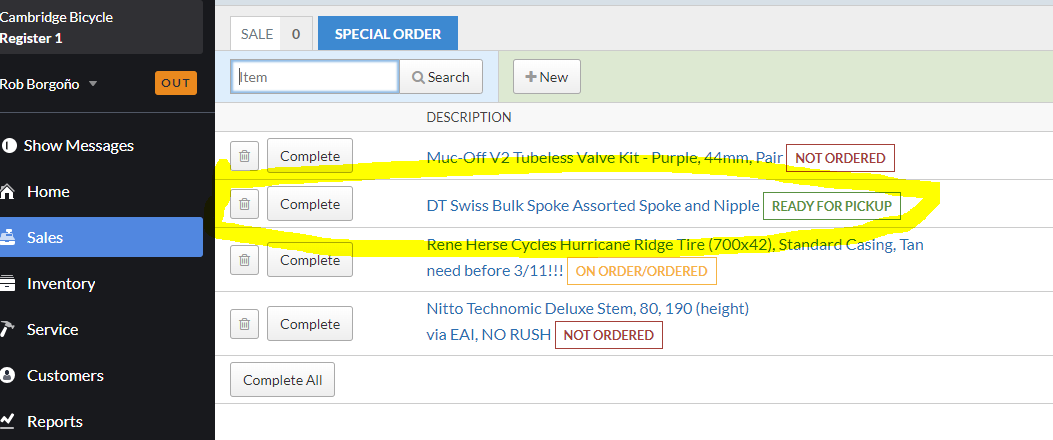 Cambridge Bicycle
Register 1
Rob Borgoño
OUT
Show Messages
Home
Sales
Inventory
Service
Customers
Reports
SALE 0 SPECIAL ORDER
Item Search New
DESCRIPTION
Complete Muc-Off V2 Tubeless Valve Kit - Purple, 44mm, Pair NOT ORDERED
Complete DT Swiss Bulk Spoke Assorted Spoke and Nipple READY FOR PICKUP
Complete Rene Herse Cycles Hurricane Ridge Tire (700x42), Standard Casing, Tan
need before 3/11!!! ON ORDER/ORDERED
Complete Nitto Technomic Deluxe Stem, 80, 190 (height)
via EAI, NO RUSH NOT ORDERED
Complete All